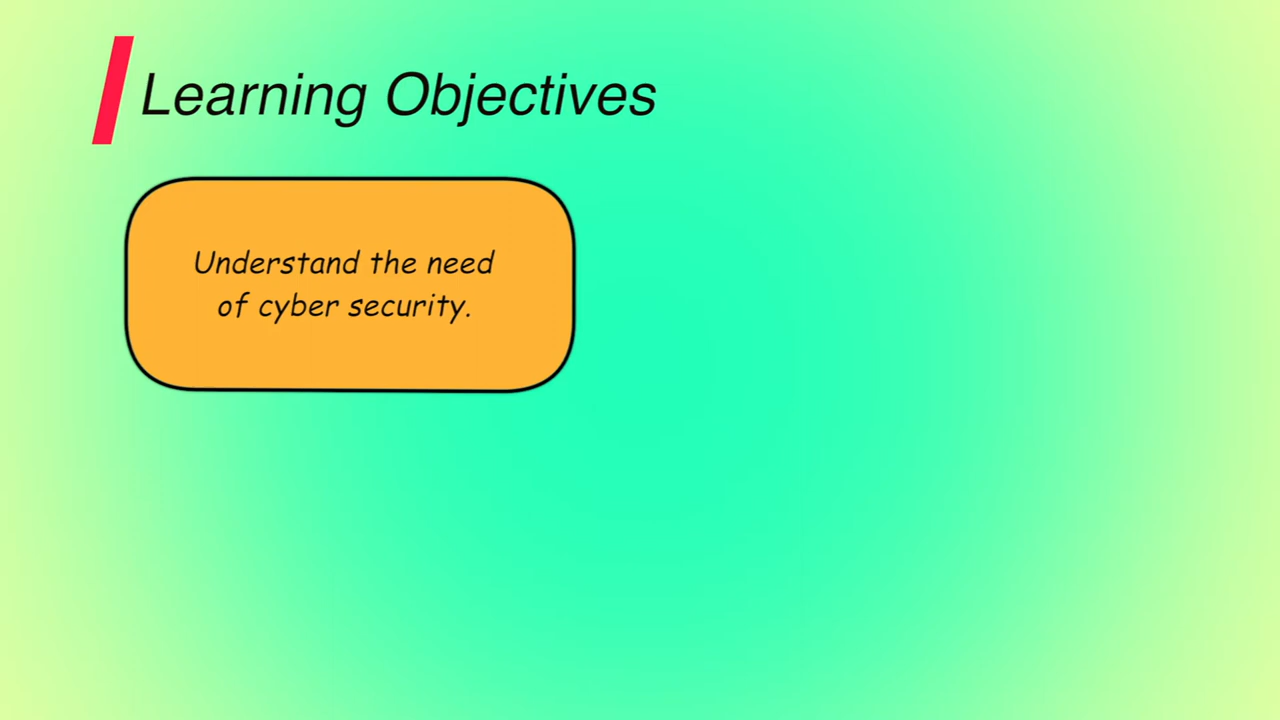 Learning Objectives
Understand the need
of cyber security.